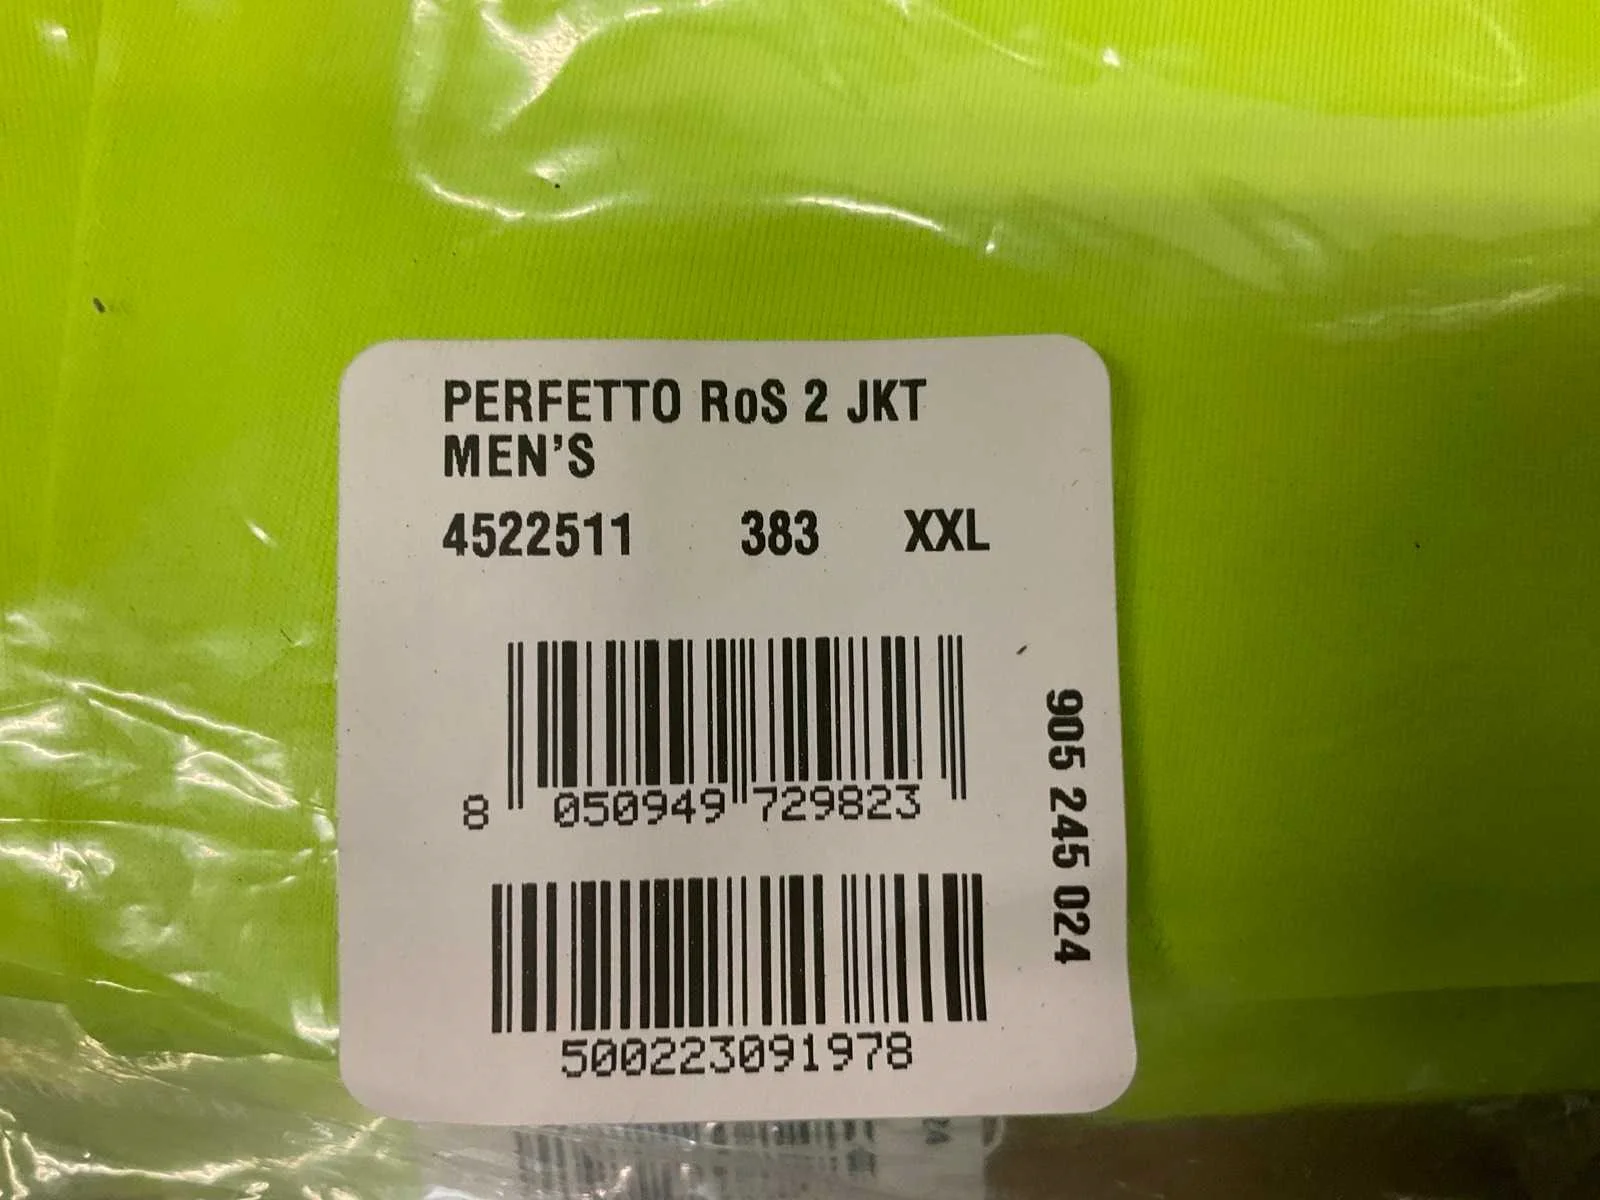 PERFETTO RoS 2 JKT
MEN'S
4522511 383 XXL
8 050949 729823
905 245 024
500223091978